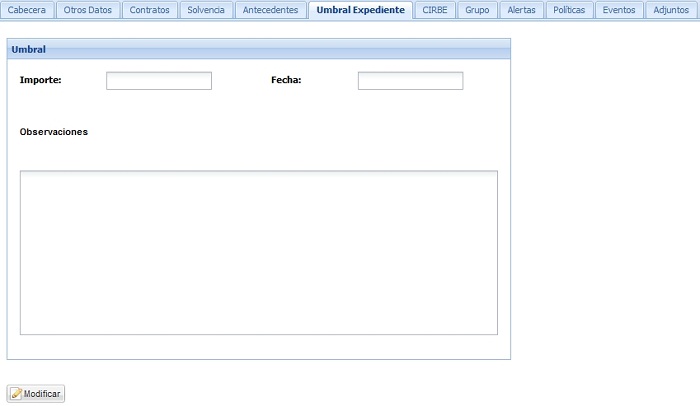 Cabecera Otros Datos Contratos Solvencia Antecedentes Umbral Expediente CIRBE Grupo Alertas Políticas Eventos Adjuntos
Umbral
Importe: Fecha:
Observaciones
Modificar